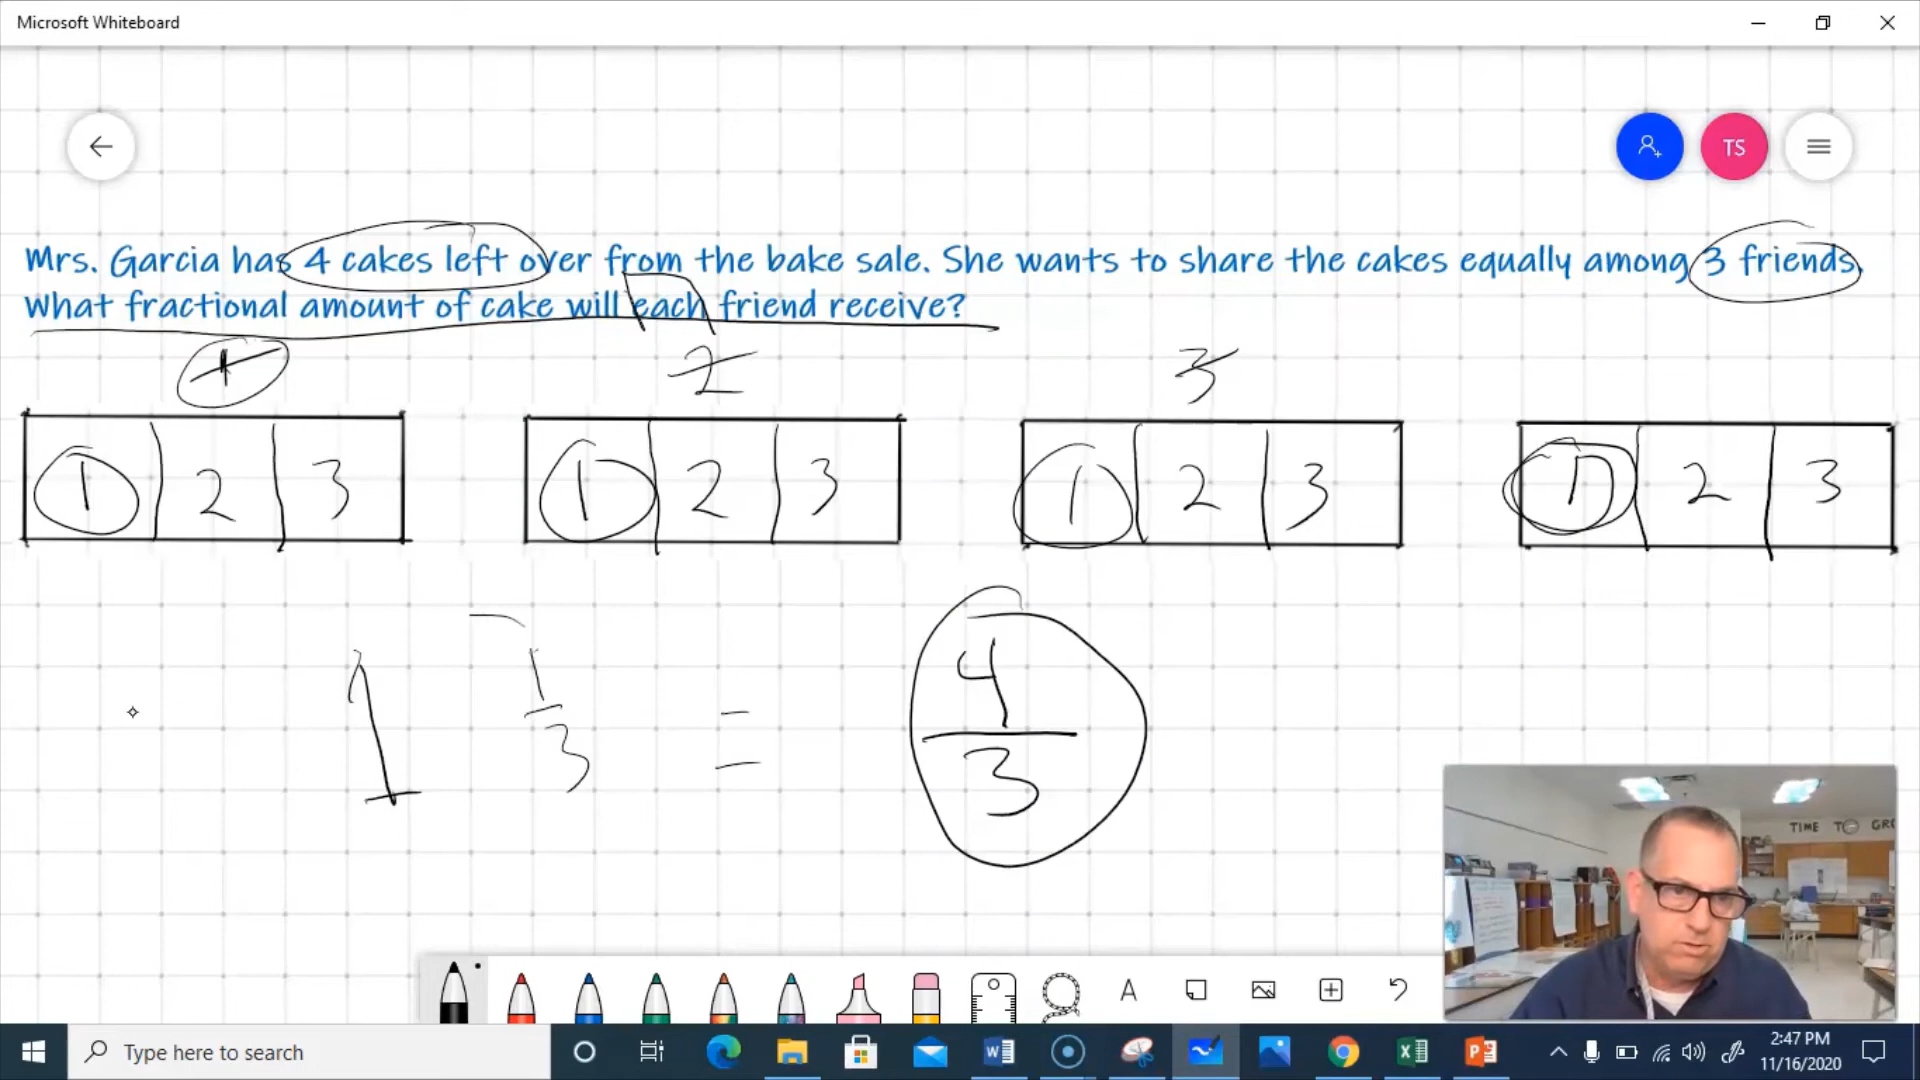 Microsoft Whiteboard
TS
Mrs. Garcia has 4 cakes left over from the bake sale. She wants to share the cakes equally among 3 friends.
What fractional amount of cake will each friend receive?
1 2 3
1 2 3 1 2 3 1 2 3 1 2 3
1 1/3 = 4/3
TIME TO GRO
A
Type here to search
2:47 PM
11/16/2020